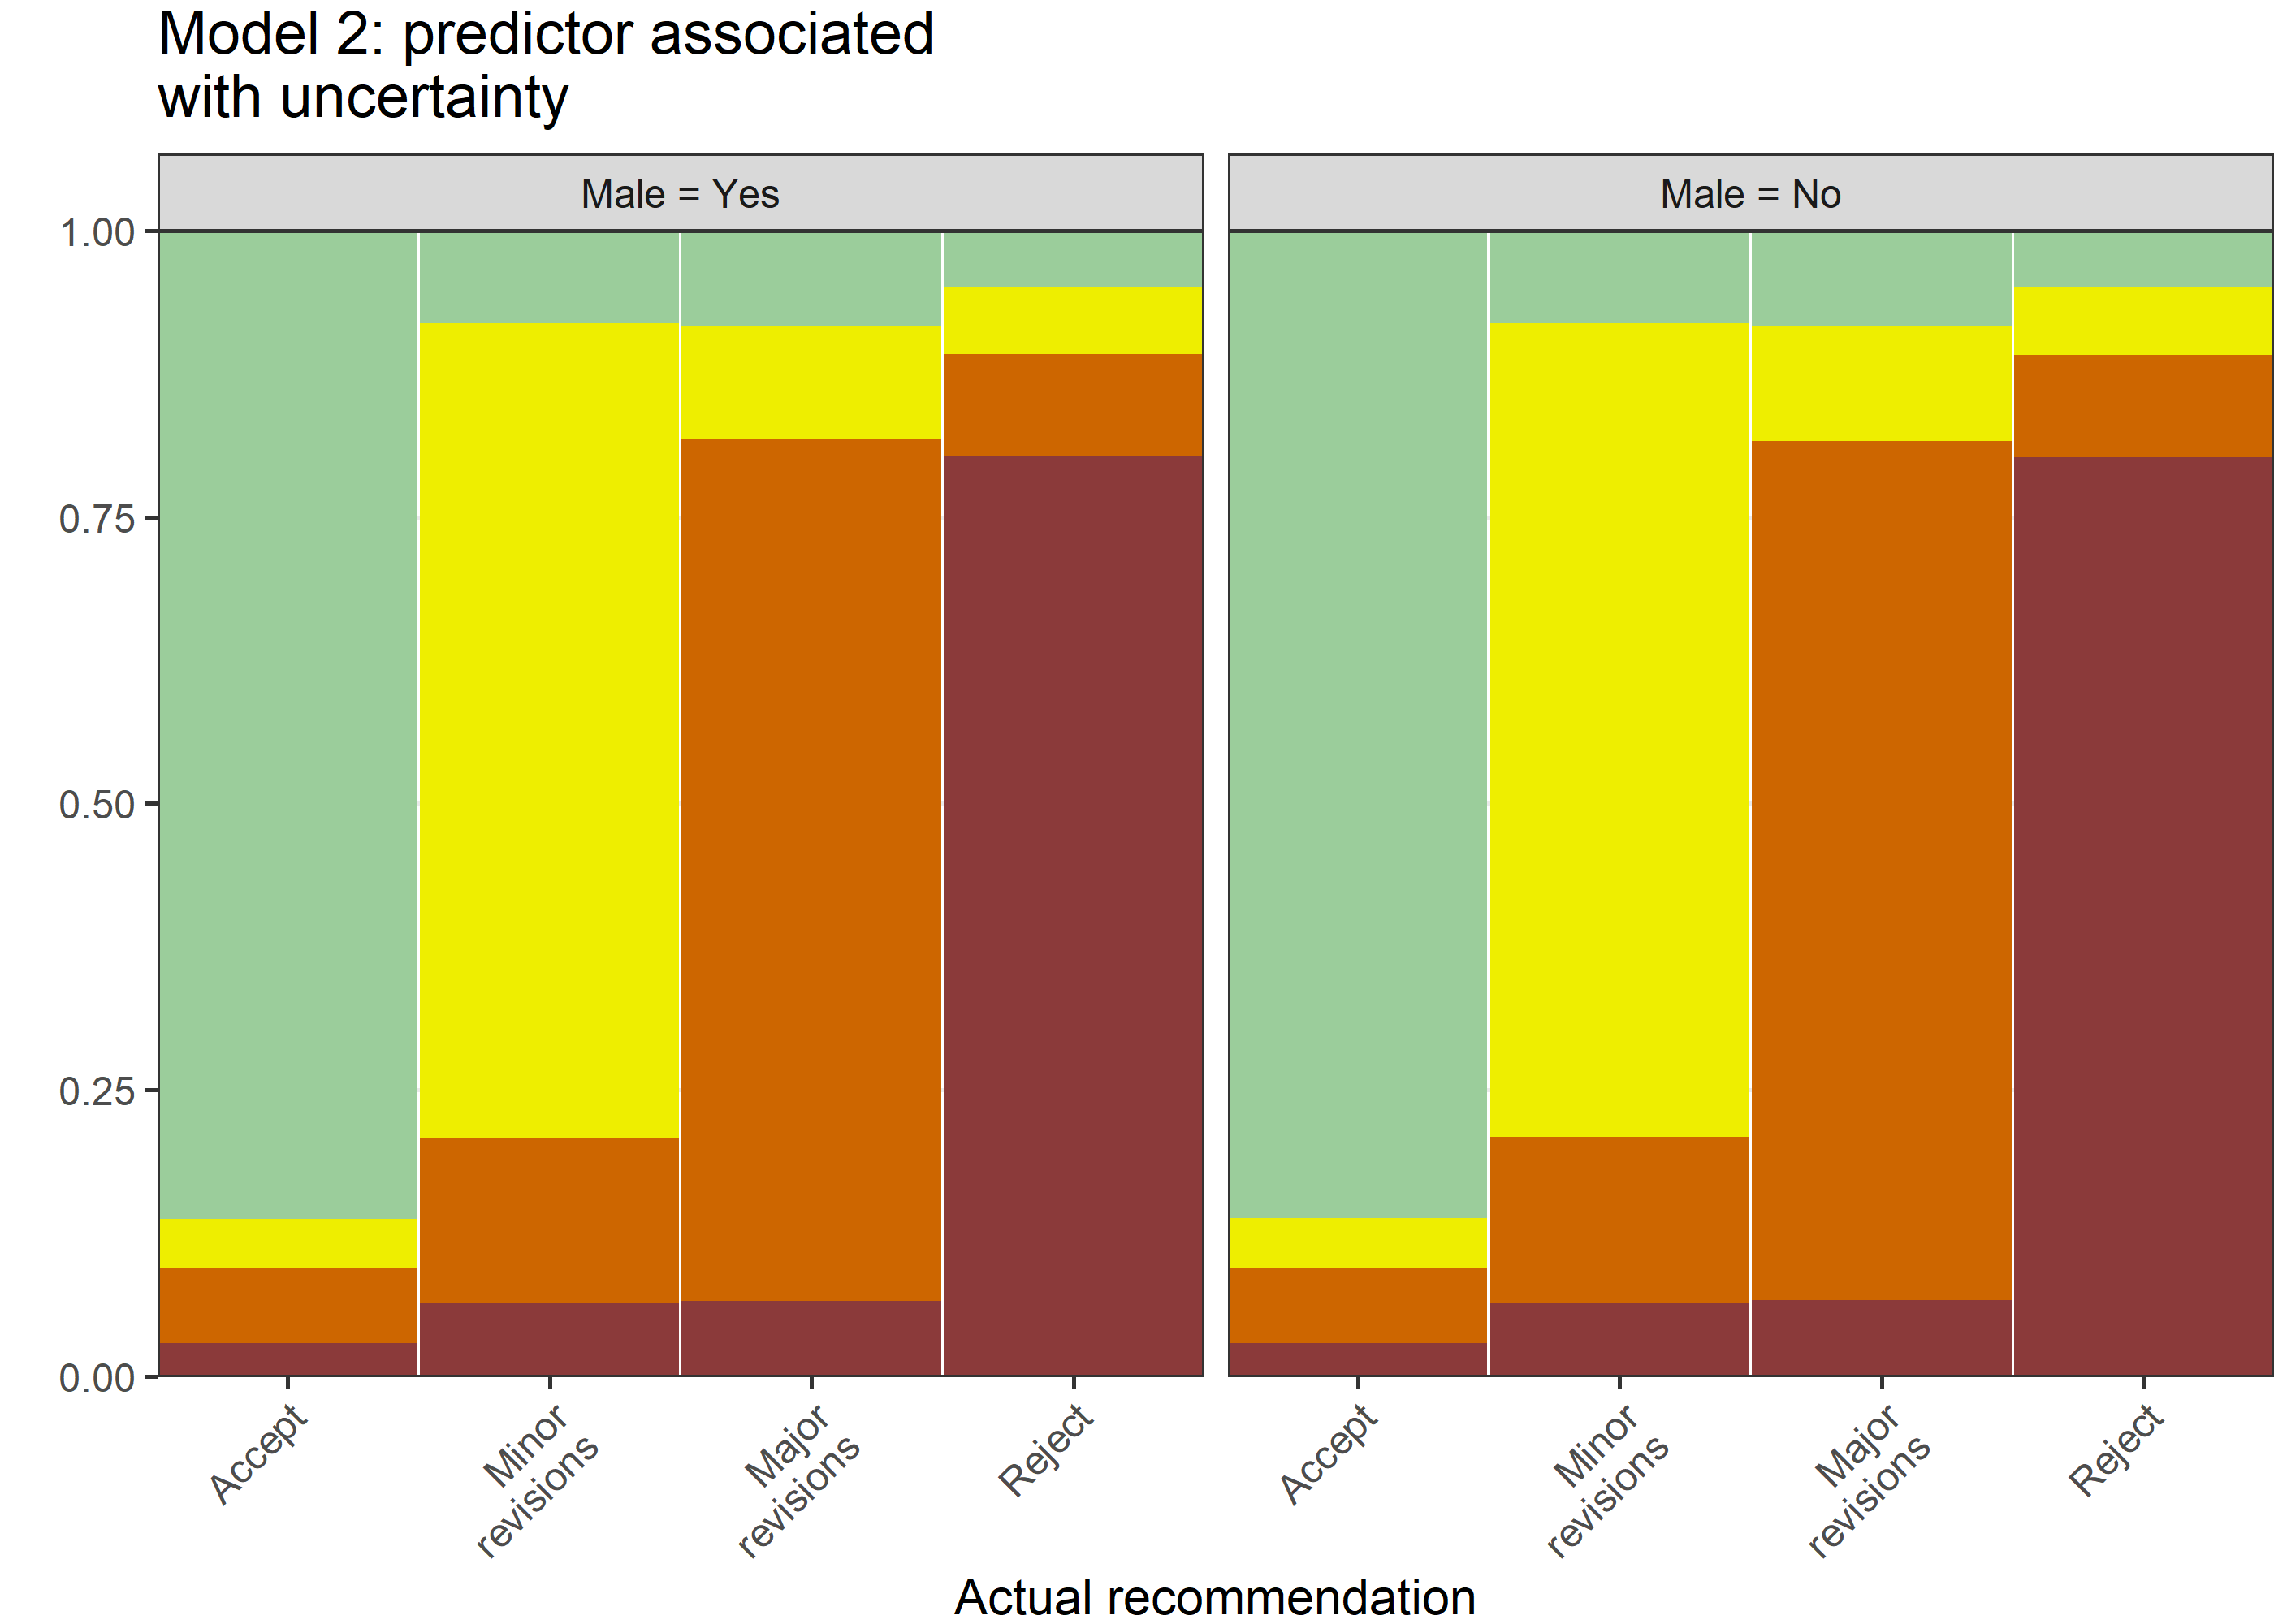 Model 2: predictor associated
with uncertainty
Male = Yes
Male = No
1.00
0.75
0.50
0.25
0.00
Accept
Minor
revisions
Major
revisions
Reject
Accept
Minor
revisions
Major
revisions
Reject
Actual recommendation